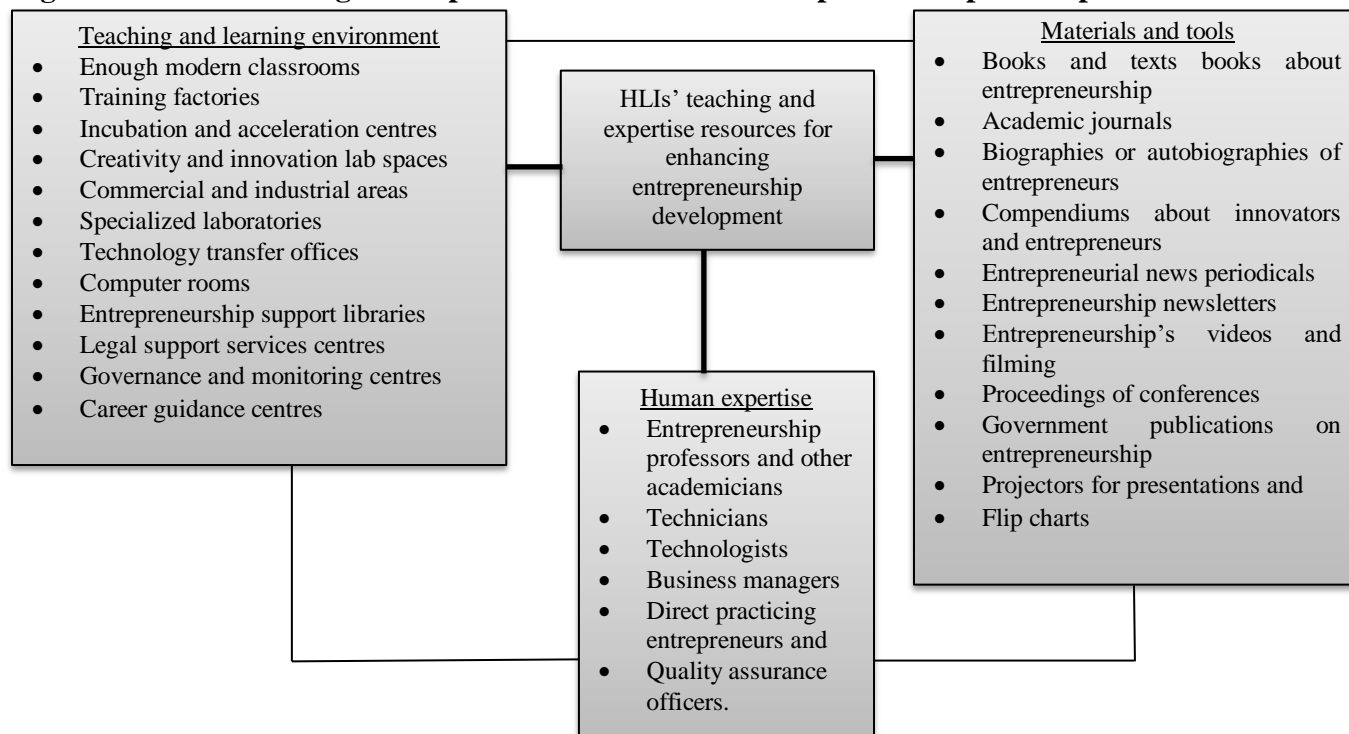 Teaching and learning environment
• Enough modern classrooms
• Training factories
• Incubation and acceleration centres
• Creativity and innovation lab spaces
• Commercial and industrial areas
• Specialized laboratories
• Technology transfer offices
• Computer rooms
• Entrepreneurship support libraries
• Legal support services centres
• Governance and monitoring centres
• Career guidance centres
HLIs’ teaching and
expertise resources for
enhancing
entrepreneurship
development
Materials and tools
• Books and texts books about
entrepreneurship
• Academic journals
• Biographies or autobiographies of
entrepreneurs
• Compendiums about innovators
and entrepreneurs
• Entrepreneurial news periodicals
• Entrepreneurship newsletters
• Entrepreneurship’s videos and
filming
• Proceedings of conferences
• Government publications on
entrepreneurship
• Projectors for presentations and
• Flip charts
Human expertise
• Entrepreneurship
professors and other
academicians
• Technicians
• Technologists
• Business managers
• Direct practicing
entrepreneurs and
• Quality assurance
officers.